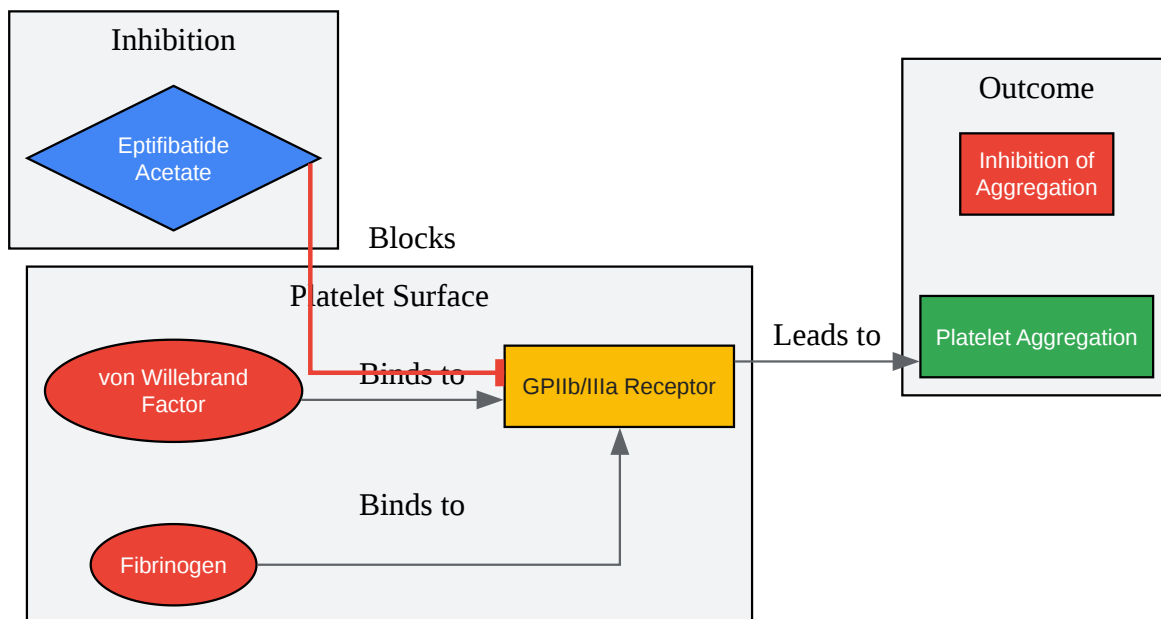 Inhibition
Eptifibatide
Acetate
Blocks
Platelet Surface
von Willebrand
Factor
Binds to
GPIIb/IIIa Receptor
Binds to
Fibrinogen
Leads to
Outcome
Inhibition of
Aggregation
Platelet Aggregation